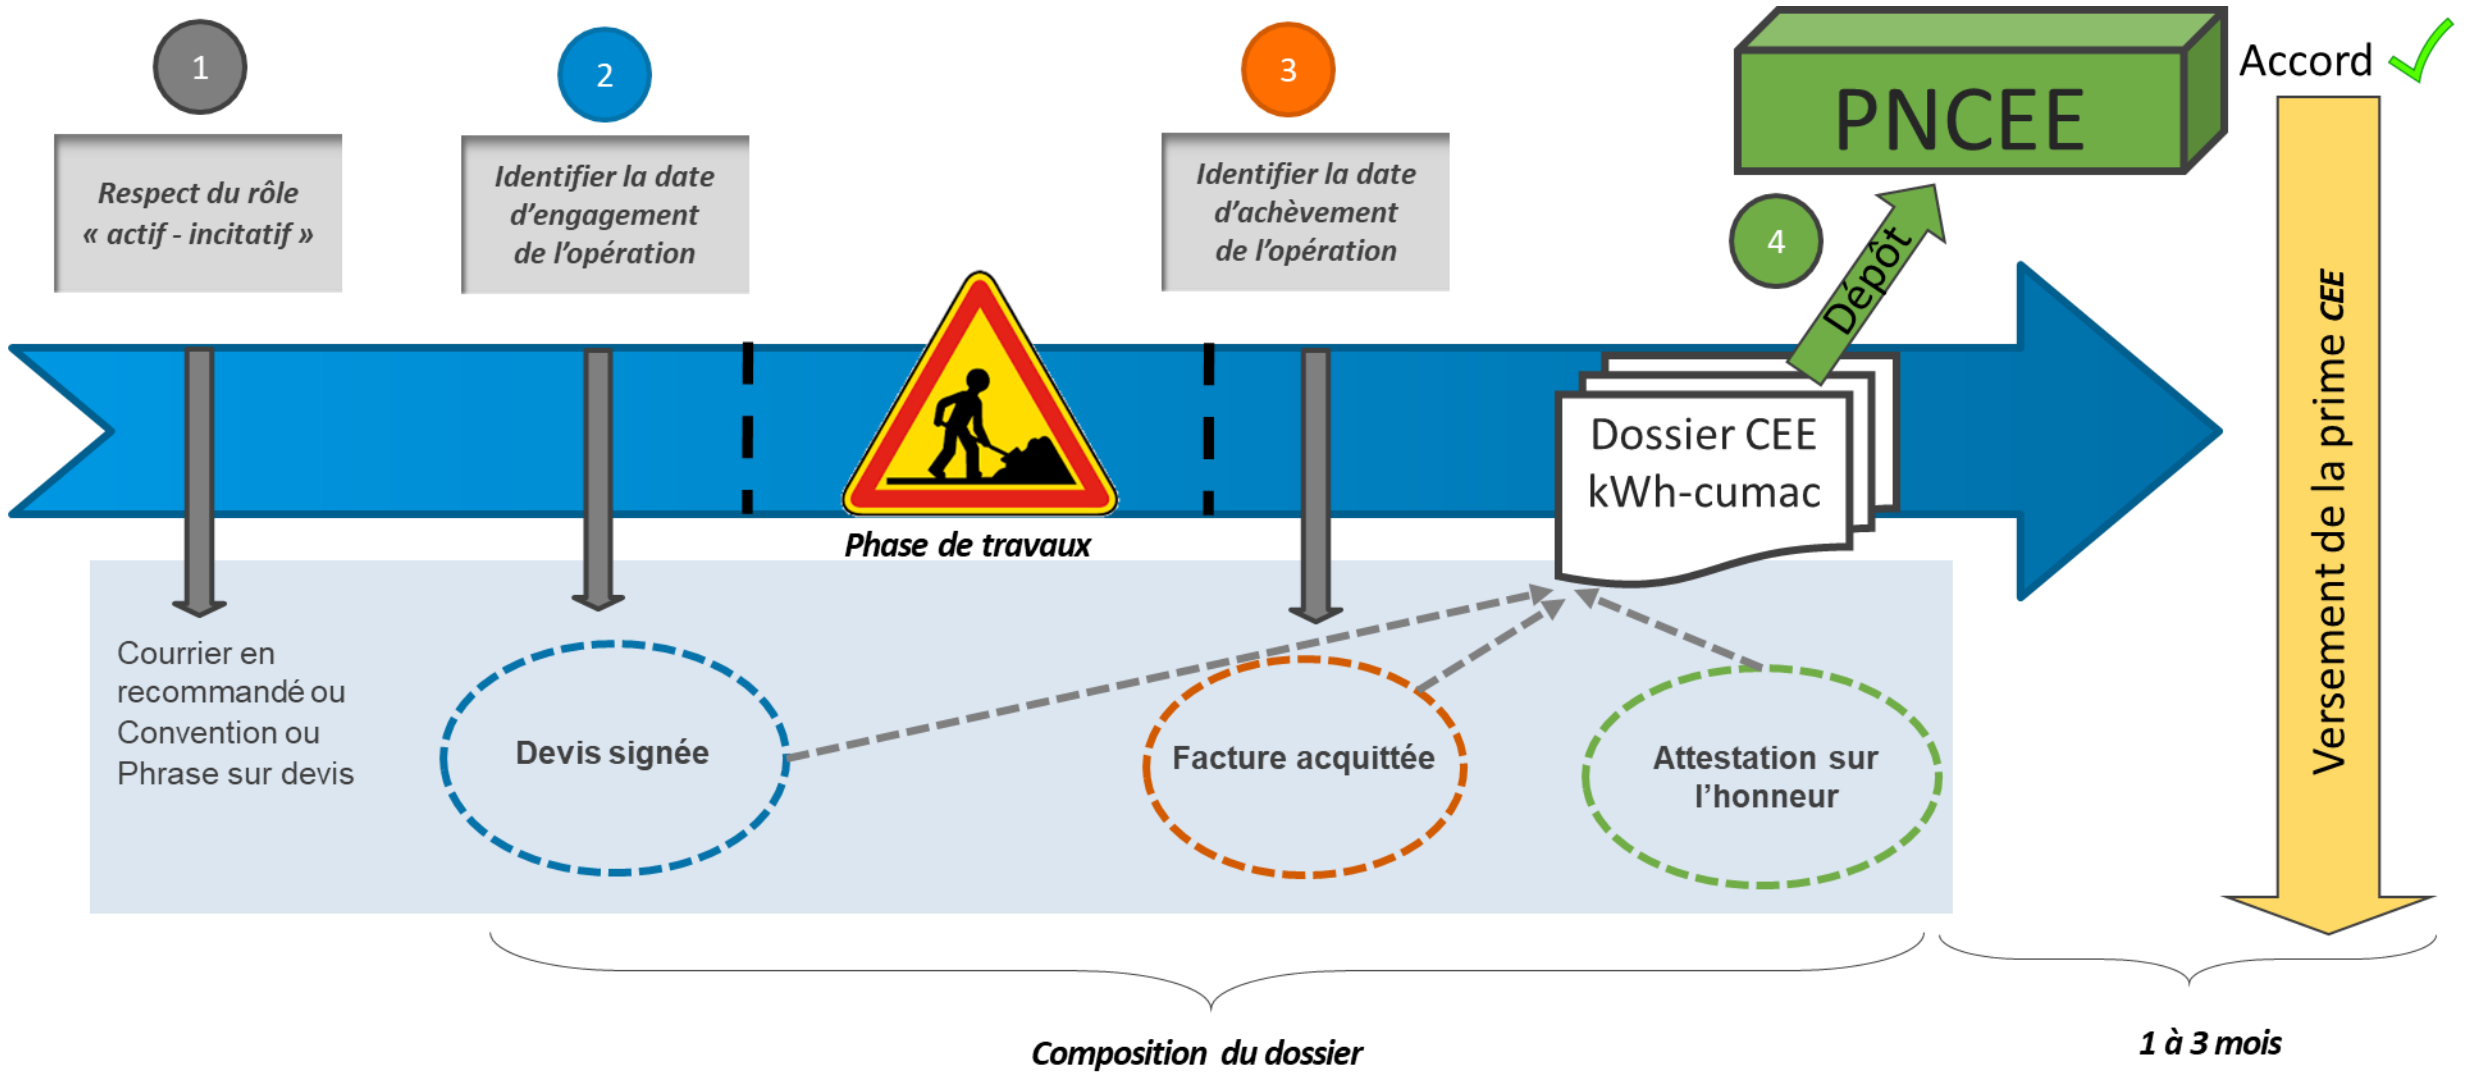 1
2
3
PNCEE
Accord
Respect du rôle
« actif - incitatif »
Identifier la date
d’engagement
de l’opération
Identifier la date
d’achèvement
de l’opération
4
Dépôt
Dossier CEE
kWh-cumac
Versement de la prime CEE
Phase de travaux
Courrier en
recommandé ou
Convention ou
Phrase sur devis
Devis signée
Facture acquittée
Attestation sur
l’honneur
Composition du dossier
1 à 3 mois